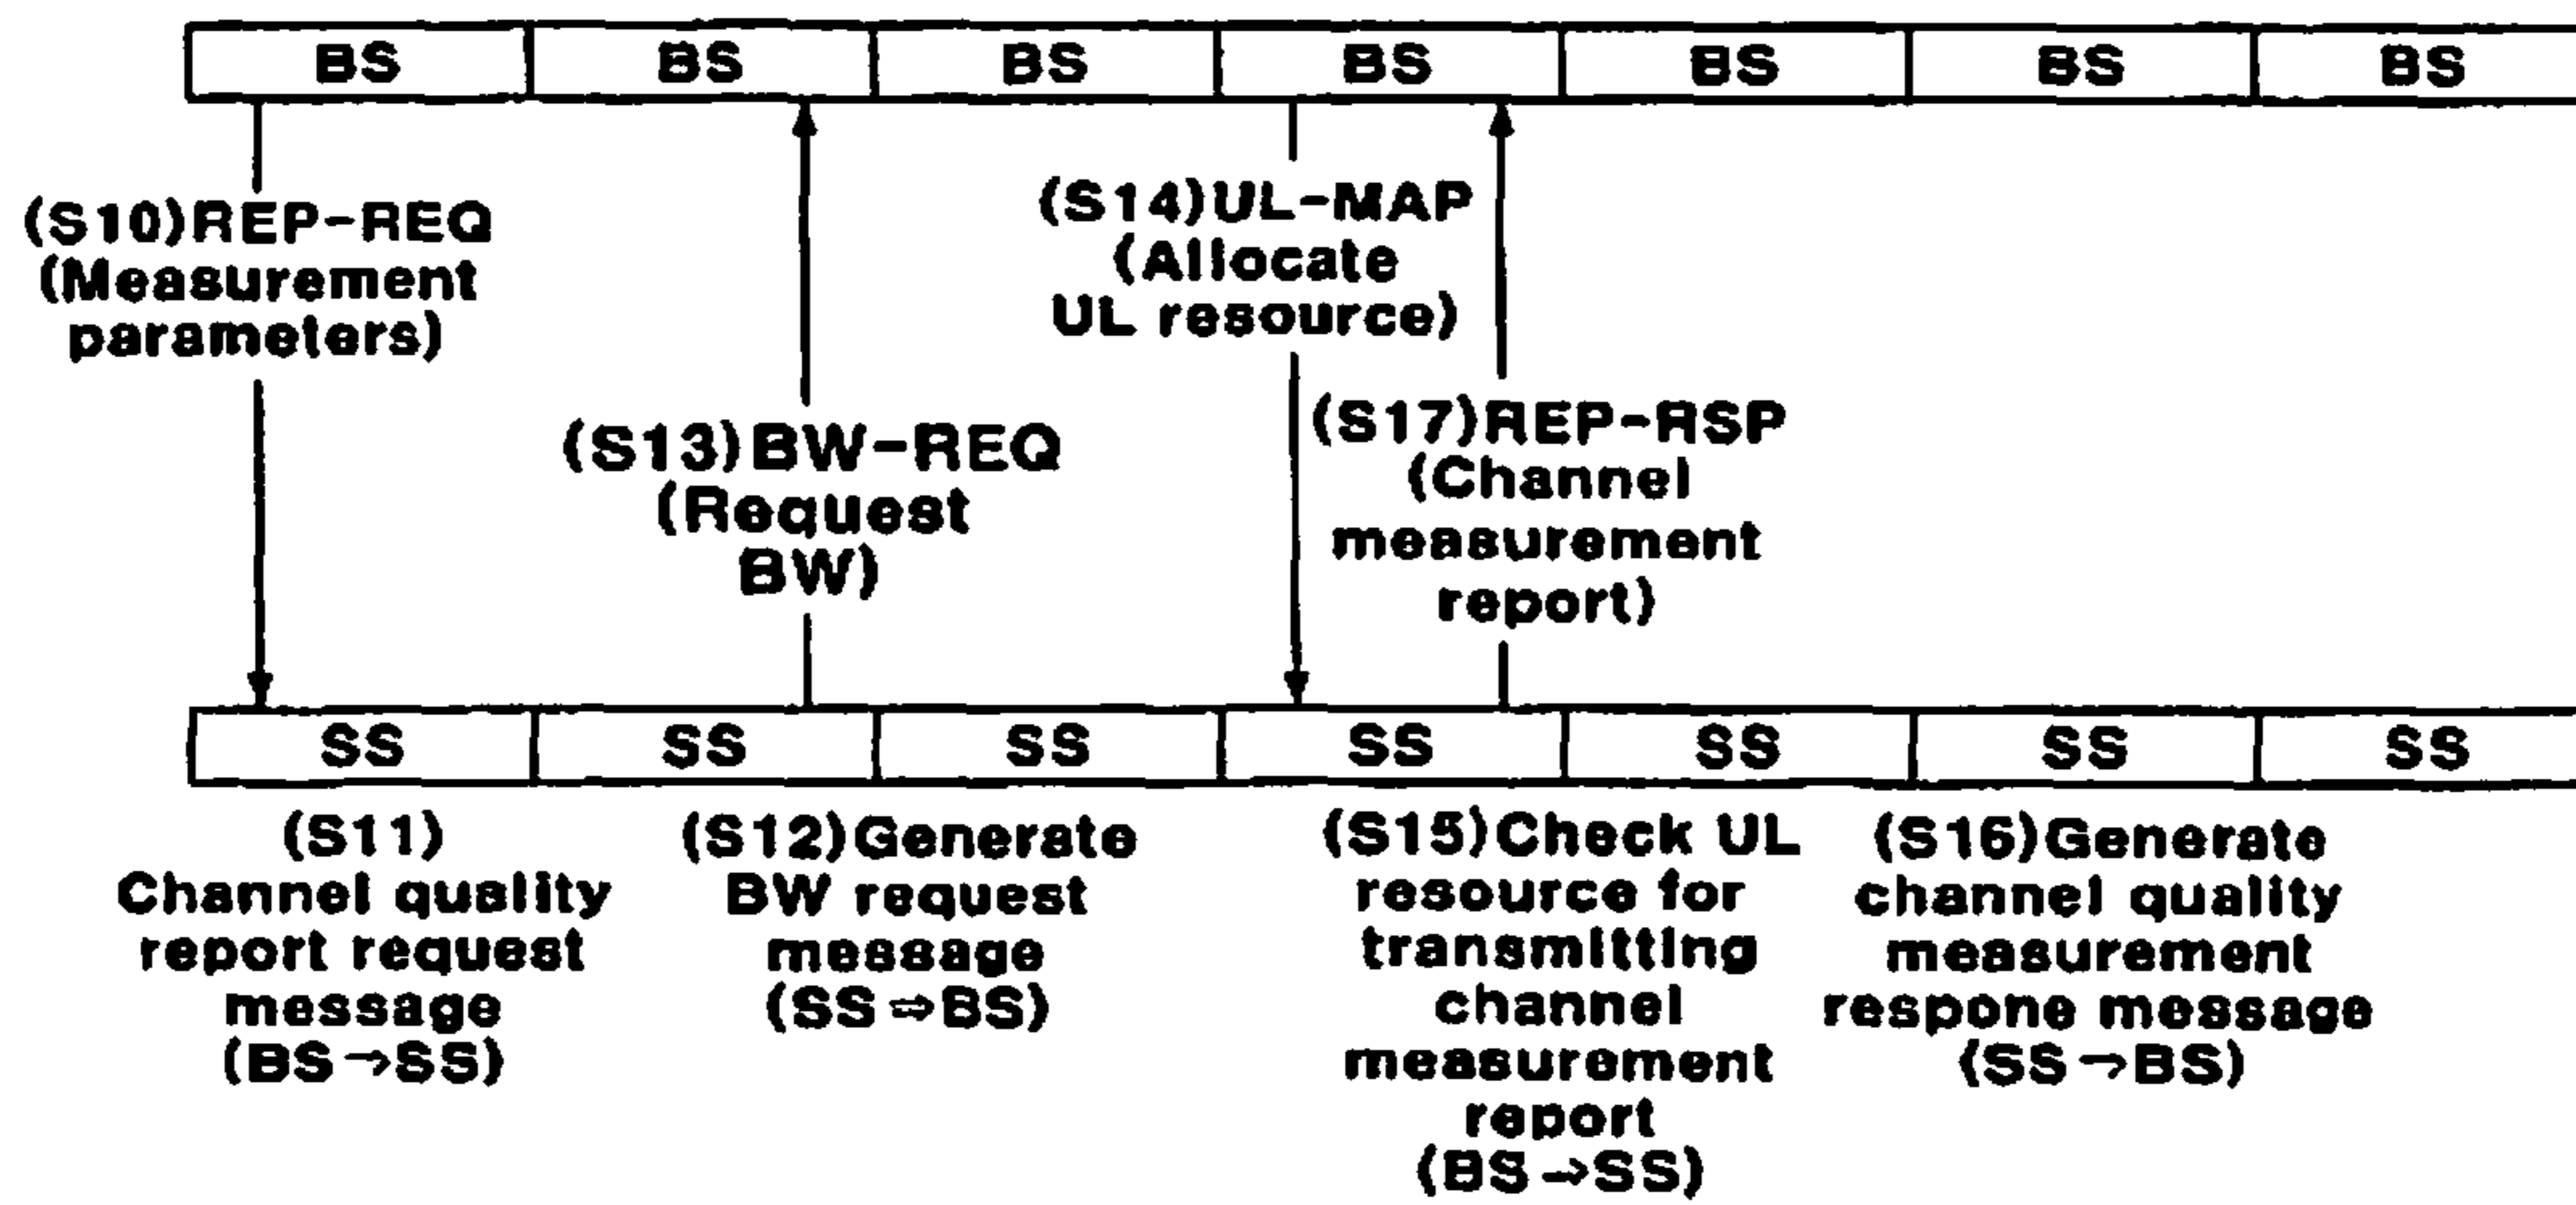 BS BS BS BS BS BS BS
(S10)REP-REQ
(Measurement
parameters)
(S13)BW-REQ
(Request
BW)
(S14)UL-MAP
(Allocate
UL resource)
(S17)REP-RSP
(Channel
measurement
report)
SS SS SS SS SS SS SS
(S11)
Channel quality
report request
message
(BS→SS)
(S12)Generate
BW request
message
(SS⇒BS)
(S15)Check UL
resource for
transmitting
channel
measurement
report
(BS→SS)
(S16)Generate
channel quality
measurement
respone message
(SS→BS)